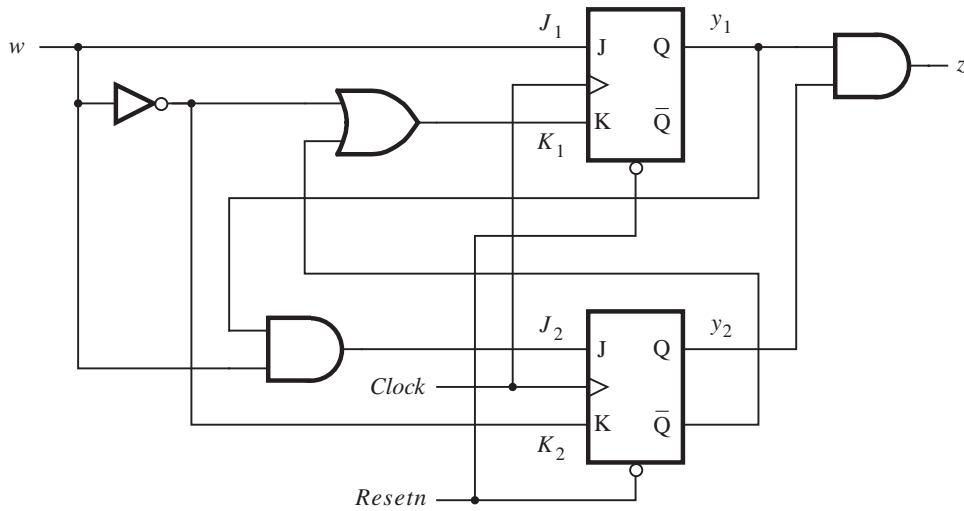 J1
y1
w
J
Q
z
K
Q̅
K1
J2
y2
J
Q
Clock
K
Q̅
K2
Resetn